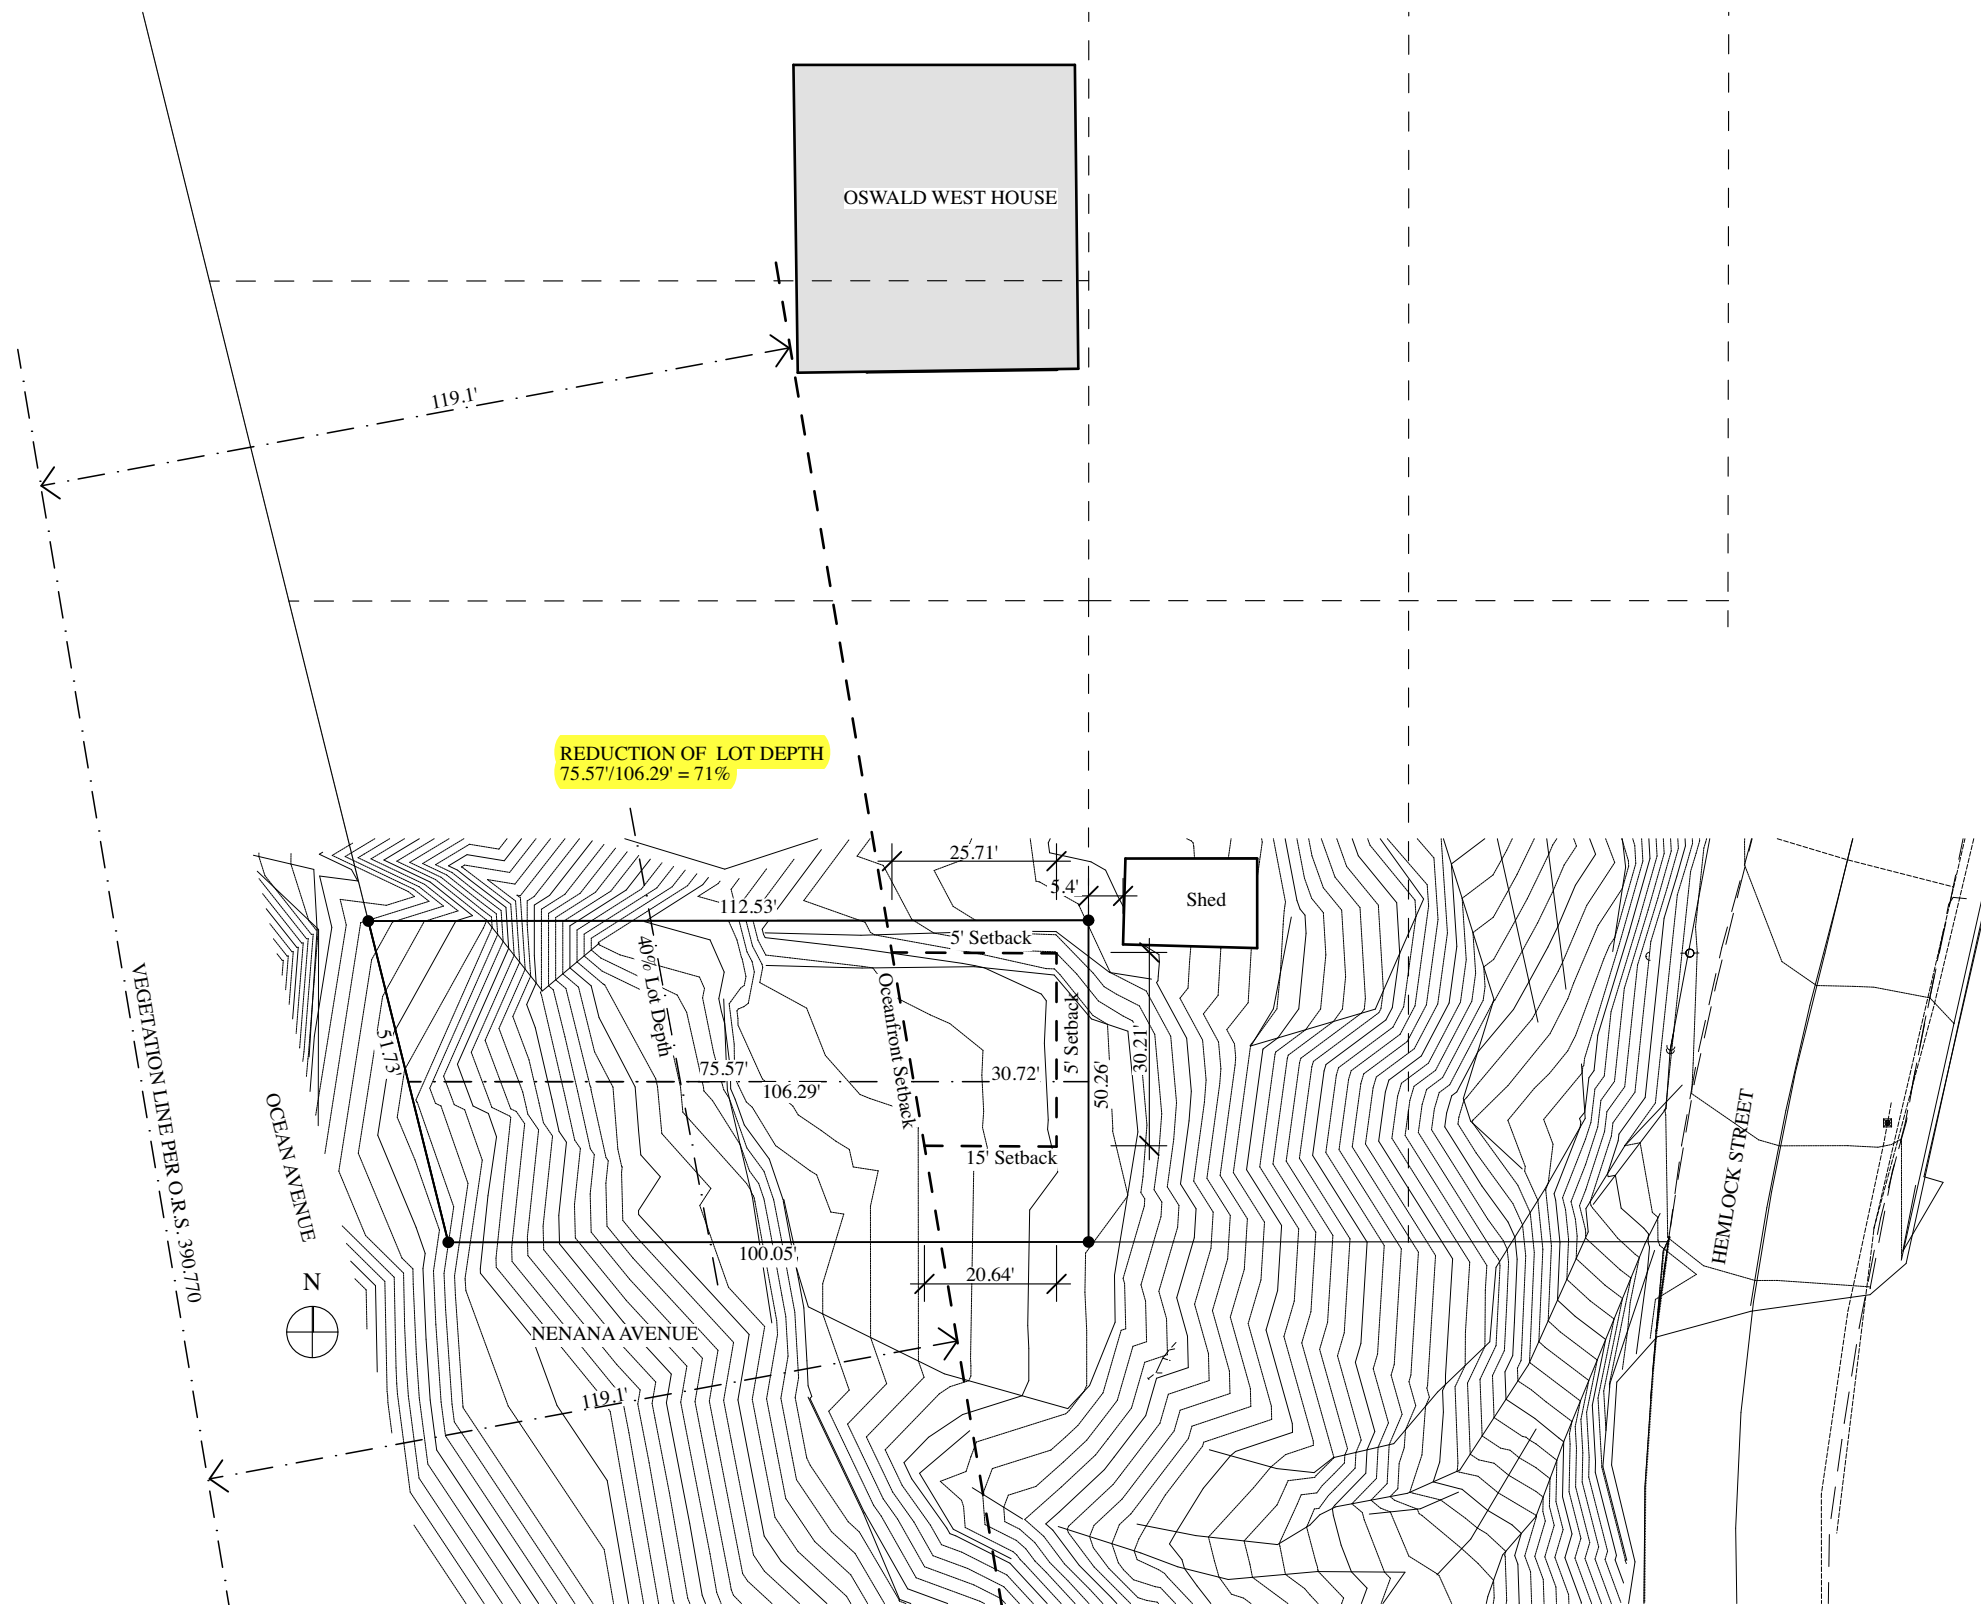 OSWALD WEST HOUSE
119.1'
REDUCTION OF LOT DEPTH
75.57'/106.29' = 71%
25.71'
5.4'
Shed
112.53'
5' Setback
40% Lot Depth
Oceanfront Setback
5' Setback
30.21'
51.73'
75.57'
106.29'
30.72'
50.26'
15' Setback
VEGETATION LINE PER O.R.S. 390.770
OCEAN AVENUE
HEMLOCK STREET
100.05'
20.64'
N
NENANA AVENUE
119.1'